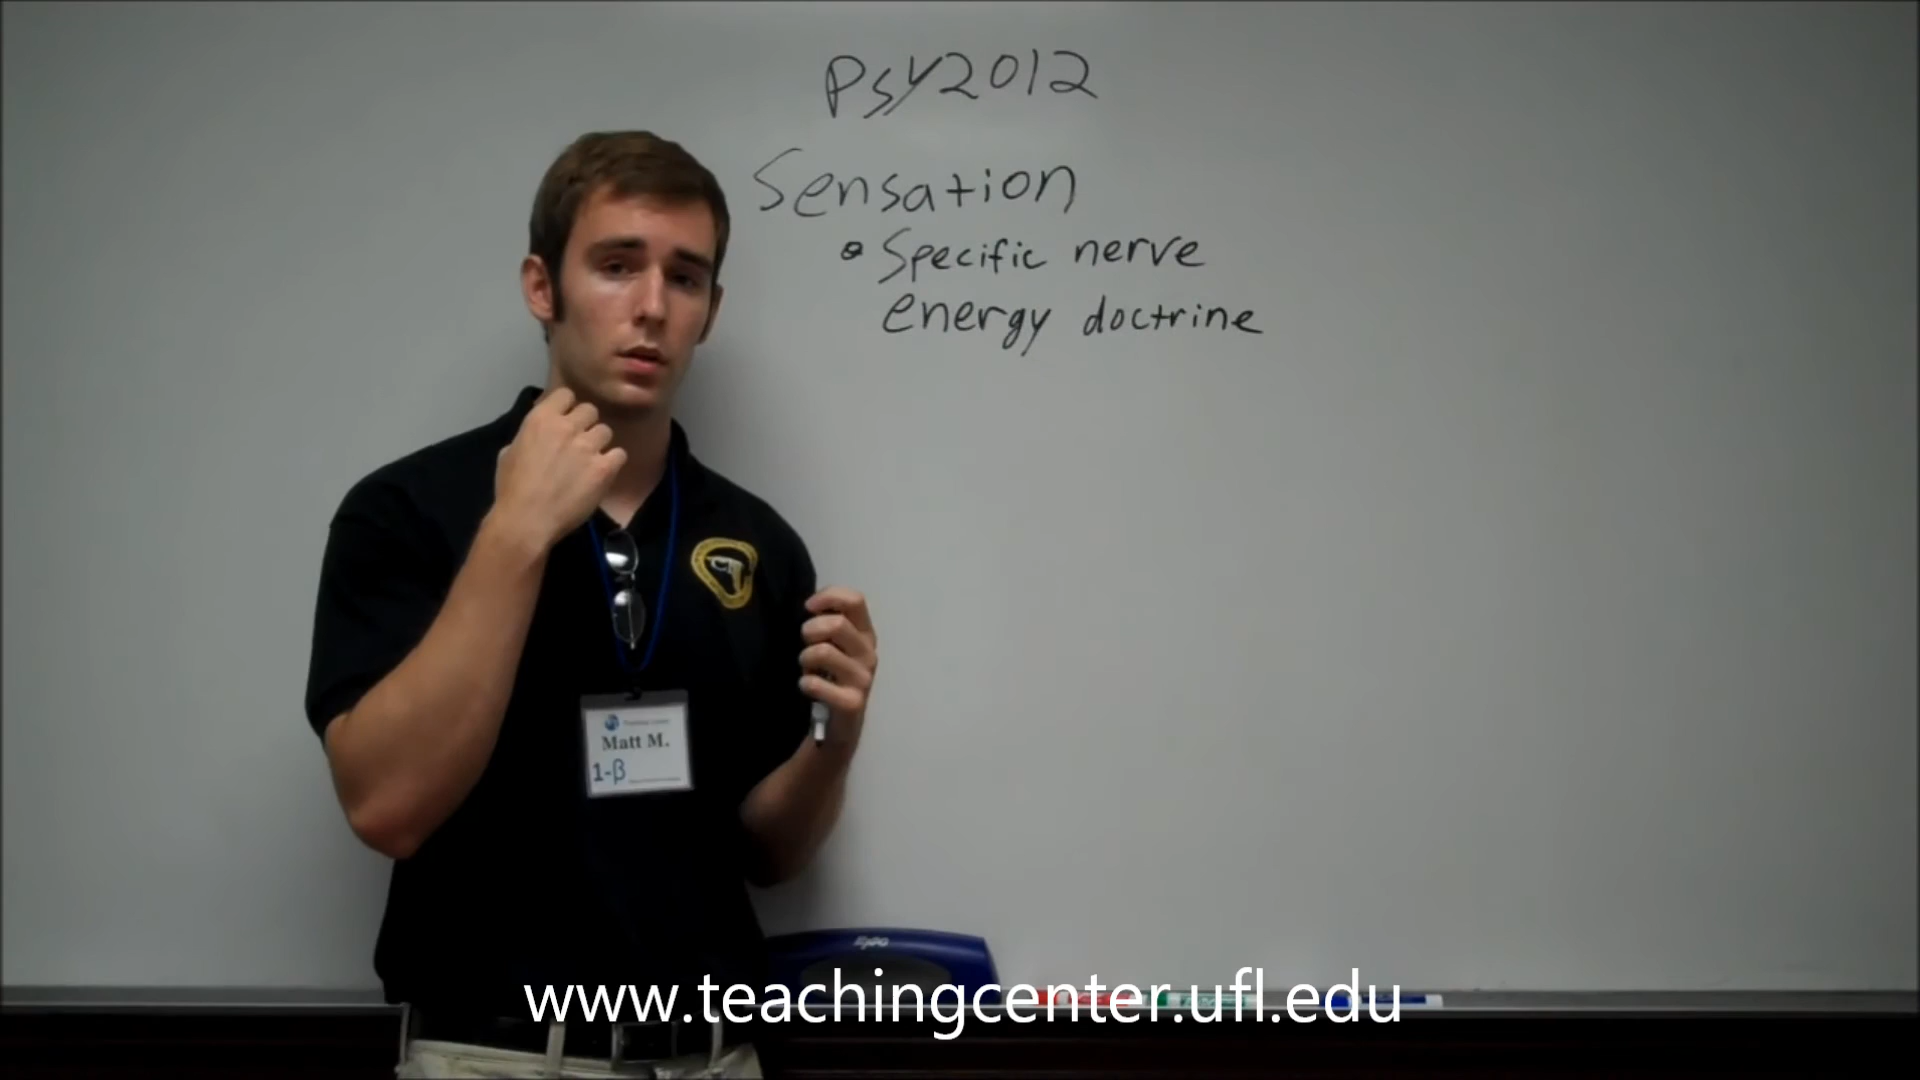 PSY2012
Sensation
• Specific nerve
energy doctrine
Matt M.
1-β
www.teachingcenter.ufl.edu